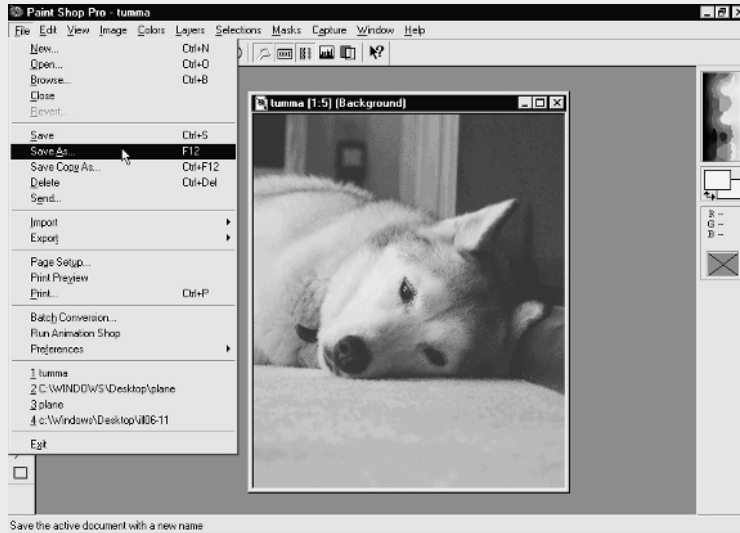 Paint Shop Pro - tumma
File Edit View Image Colors Layers Selections Masks Capture Window Help
New... Ctrl+N
Open... Ctrl+O
Browse... Ctrl+B
Close
Revert...
Save Ctrl+S
Save As... F12
Save Copy As... Ctrl+F12
Delete Ctrl+Del
Send...
Import
Export
Page Setup...
Print Preview
Print... Ctrl+P
Batch Conversion...
Run Animation Shop
Preferences
1 tumma
2 C:\WINDOWS\Desktop\plane
3 plane
4 c:\Windows\Desktop\ill06-11
Exit
tumma [1:5] (Background)
R --
G --
B --
Save the active document with a new name